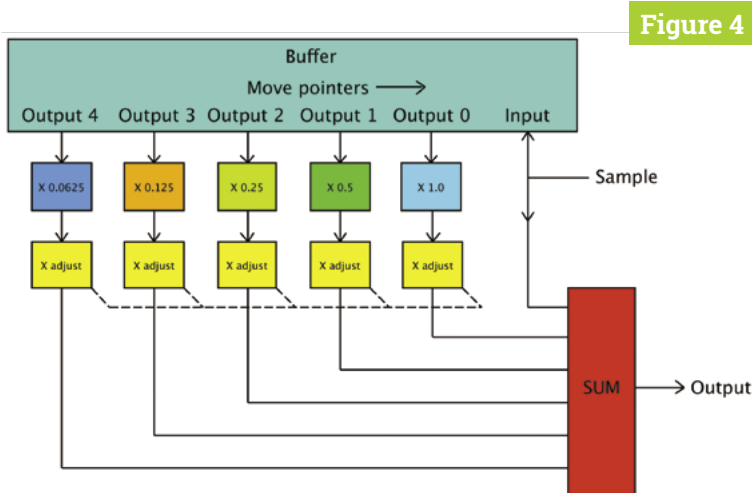 Figure 4
Buffer
Move pointers
Output 4 Output 3 Output 2 Output 1 Output 0 Input
X 0.0625 X 0.125 X 0.25 X 0.5 X 1.0
Sample
X adjust X adjust X adjust X adjust X adjust
SUM
Output